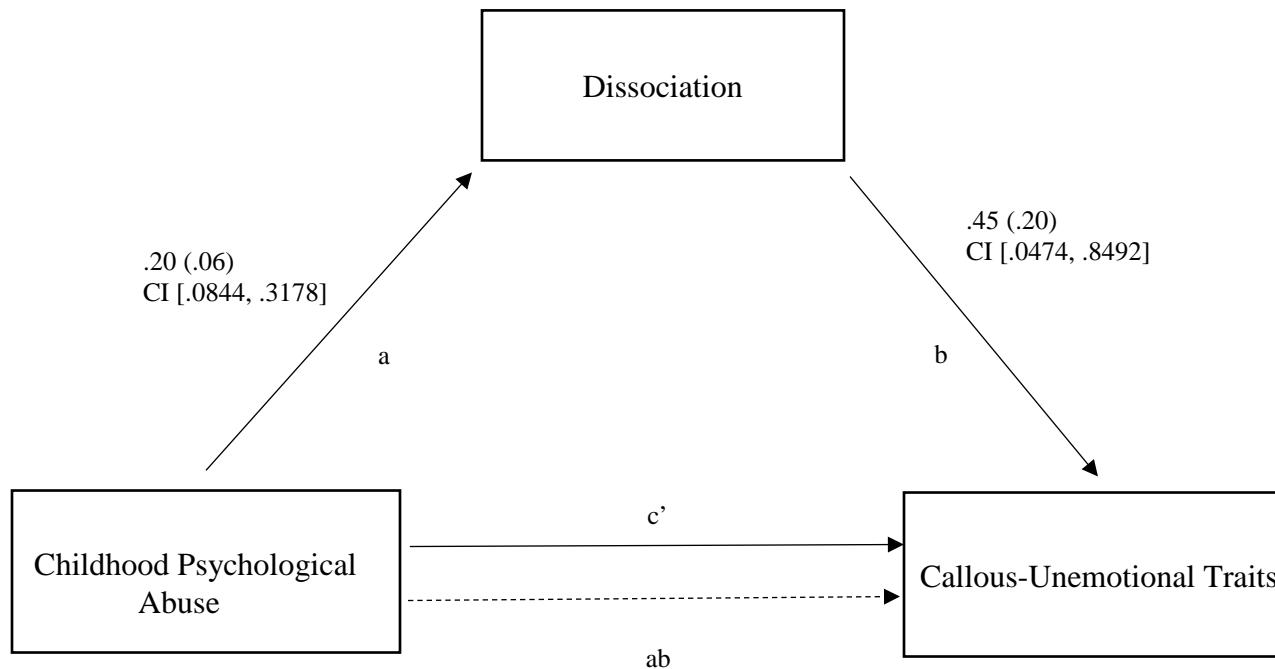 Dissociation
.20 (.06)
CI [.0844, .3178]
.45 (.20)
CI [.0474, .8492]
a
b
c’
Childhood Psychological
Abuse
Callous-Unemotional Traits
ab